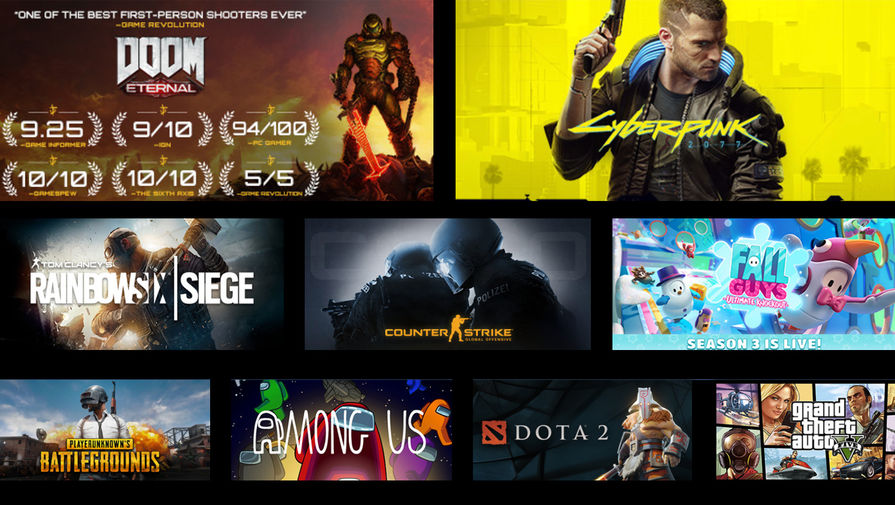 "ONE OF THE BEST FIRST-PERSON SHOOTERS EVER"
–GAME REVOLUTION
DOOM
ETERNAL
9.25
–GAME INFORMER
9/10
–IGN
94/100
–PC GAMER
10/10
–GAMESPEW
10/10
–THE SIXTH AXIS
5/5
–GAME REVOLUTION
Cyberpunk
2077
TOM CLANCY'S
RAINBOW SIX | SIEGE
POLIZEI
COUNTER STRIKE
GLOBAL OFFENSIVE
FALL
GUYS
ULTIMATE KNOCKOUT
SEASON 3 IS LIVE!
PLAYERUNKNOWN'S
BATTLEGROUNDS
AMONG US
DOTA 2
grand
theft
auto V